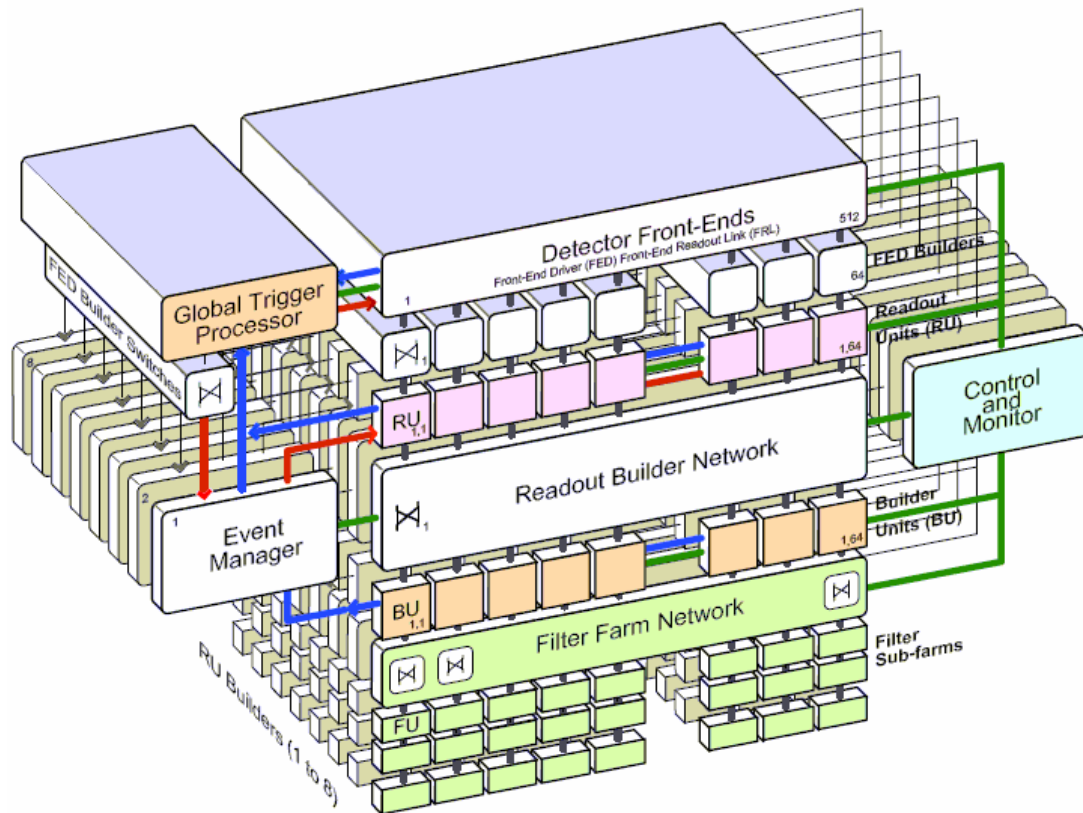 Detector Front-Ends
Front-End Driver (FED) Front-End Readout Link (FRL)
1
512
FED Builder Switches
Global Trigger
Processor
FED Builders
64
1
Readout
Units (RU)
1,64
RU
1,1
Control
and
Monitor
8
2
1
Event
Manager
Readout Builder Network
1
Builder
Units (BU)
1,64
BU
1,1
Filter Farm Network
Filter
Sub-farms
FU
RU Builders (1 to 8)